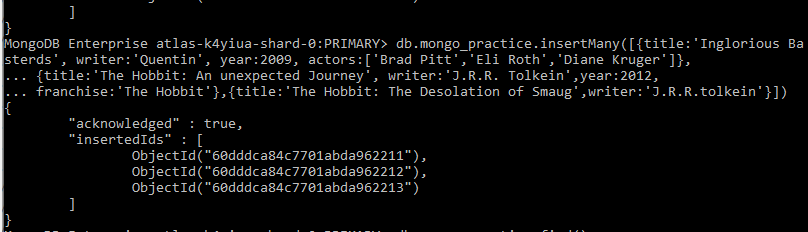 ]
}
MongoDB Enterprise atlas-k4yiua-shard-0:PRIMARY> db.mongo_practice.insertMany([{title:'Inglorious Ba
sterds', writer:'Quentin', year:2009, actors:['Brad Pitt','Eli Roth','Diane Kruger']},
... {title:'The Hobbit: An unexpected Journey', writer:'J.R.R. Tolkein',year:2012,
... franchise:'The Hobbit'},{title:'The Hobbit: The Desolation of Smaug',writer:'J.R.R.tolkein'}])
{
        "acknowledged" : true,
        "insertedIds" : [
                ObjectId("60dddca84c7701abda962211"),
                ObjectId("60dddca84c7701abda962212"),
                ObjectId("60dddca84c7701abda962213")
        ]
}